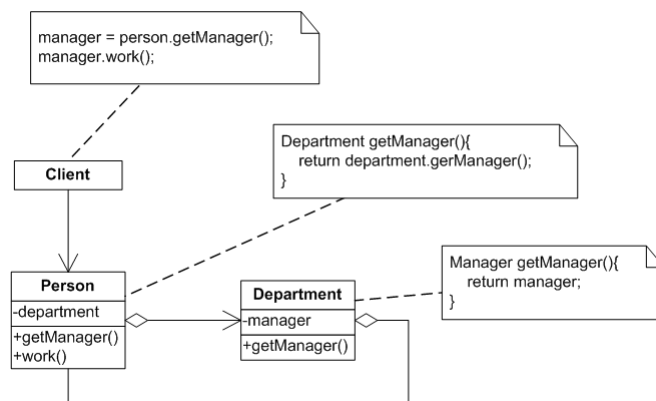 manager = person.getManager();
manager.work();
Department getManager(){
return department.gerManager();
}
Client
Manager getManager(){
return manager;
}
Person
-department
+getManager()
+work()
Department
-manager
+getManager()